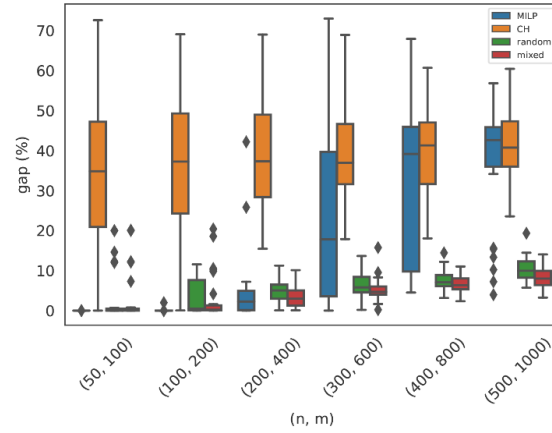 70
60
50
40
30
20
10
0
gap (%)
MILP
CH
random
mixed
(50, 100)
(100, 200)
(200, 400)
(300, 600)
(400, 800)
(500, 1000)
(n, m)